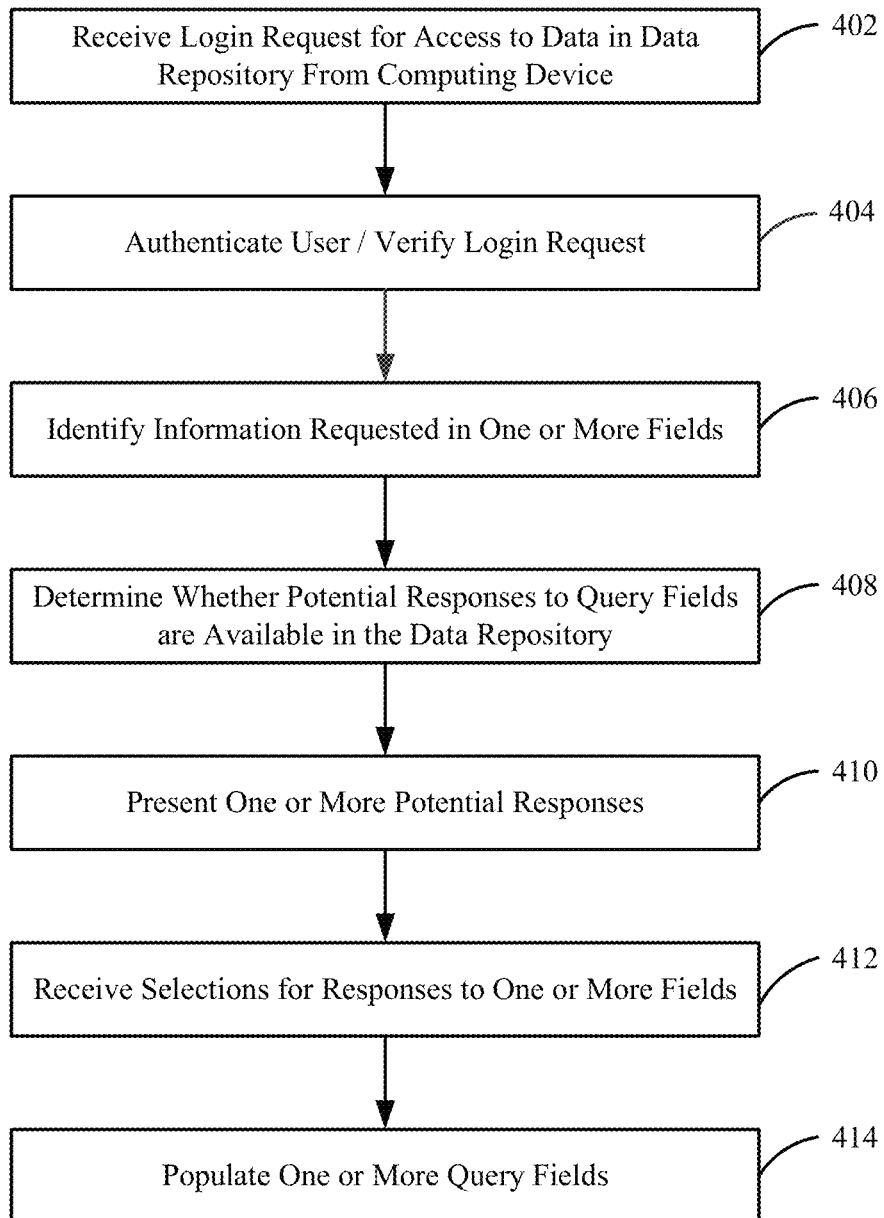 Receive Login Request for Access to Data in Data
Repository From Computing Device
402
Authenticate User / Verify Login Request
404
Identify Information Requested in One or More Fields
406
Determine Whether Potential Responses to Query Fields
are Available in the Data Repository
408
Present One or More Potential Responses
410
Receive Selections for Responses to One or More Fields
412
Populate One or More Query Fields
414